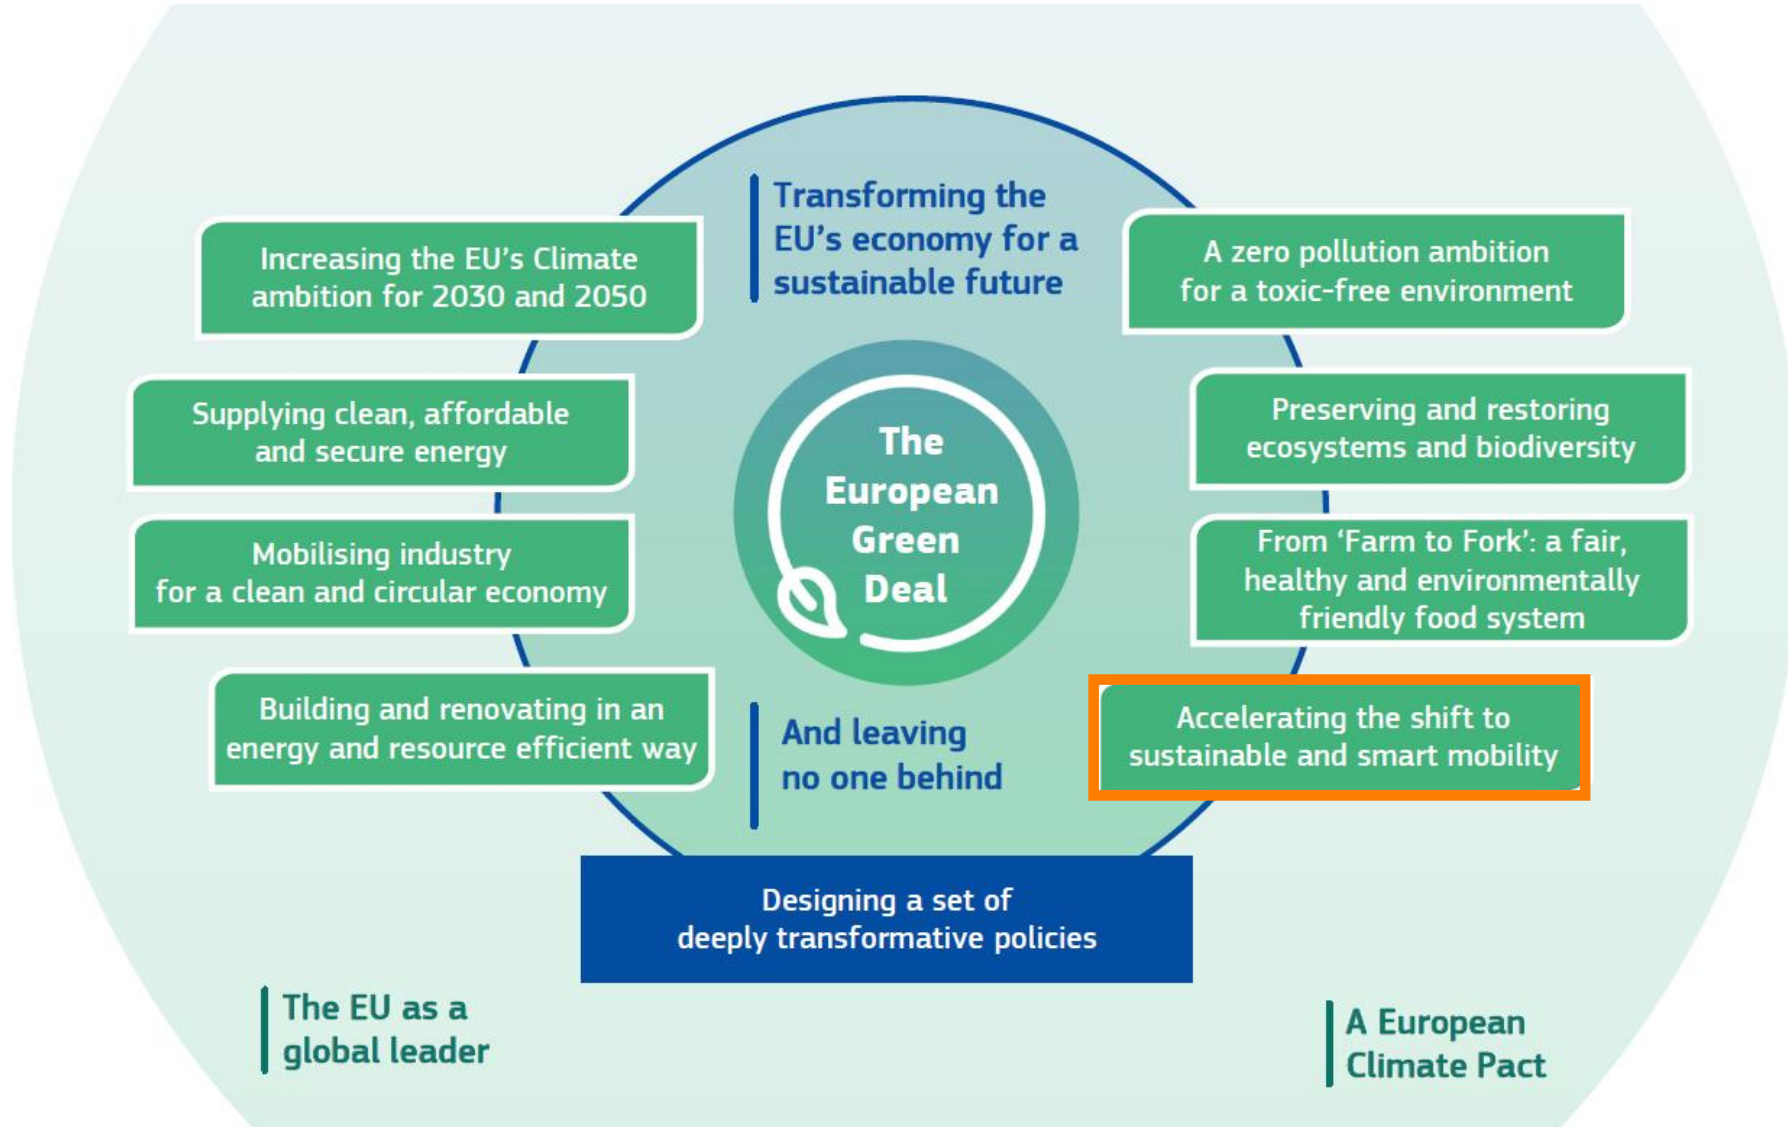 Transforming the
EU's economy for a
sustainable future
Increasing the EU's Climate
ambition for 2030 and 2050
Supplying clean, affordable
and secure energy
Mobilising industry
for a clean and circular economy
Building and renovating in an
energy and resource efficient way
The
European
Green
Deal
A zero pollution ambition
for a toxic-free environment
Preserving and restoring
ecosystems and biodiversity
From ‘Farm to Fork’: a fair,
healthy and environmentally
friendly food system
Accelerating the shift to
sustainable and smart mobility
And leaving
no one behind
Designing a set of
deeply transformative policies
The EU as a
global leader
A European
Climate Pact